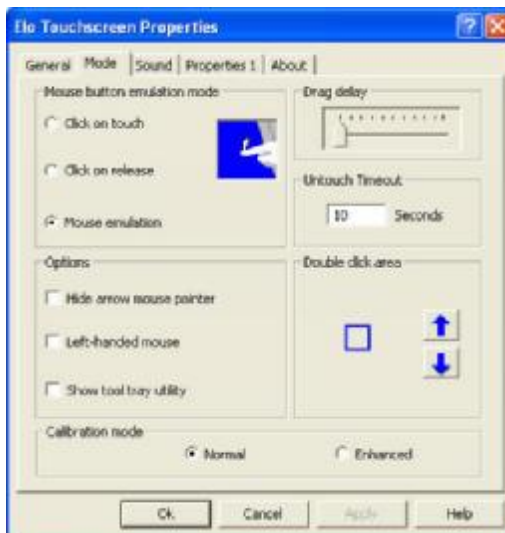 Elo Touchscreen Properties
General Mode Sound Properties 1 About
Mouse button emulation mode
Click on touch
Click on release
Mouse emulation
Drag delay
Untouch Timeout
10 Seconds
Options
Hide arrow mouse pointer
Left-handed mouse
Show tool tray utility
Double click area
Calibration mode
Normal Enhanced
Ok Cancel Apply Help